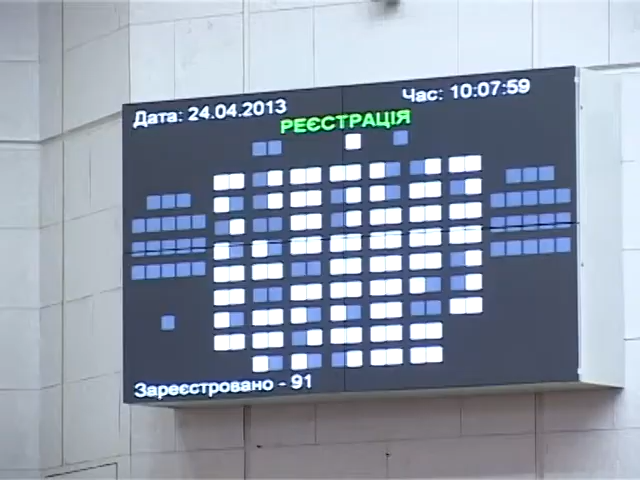 Дата: 24.04.2013 Час: 10:07:59
РЕЄСТРАЦІЯ
Зареєстровано - 91